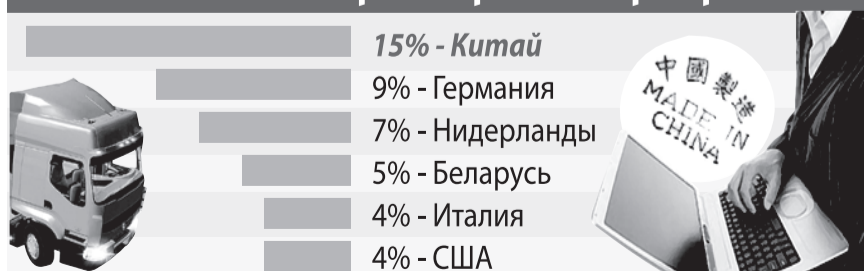 15% - Китай
9% - Германия
7% - Нидерланды
5% - Беларусь
4% - Италия
4% - США
中國製造
MADE IN
CHINA